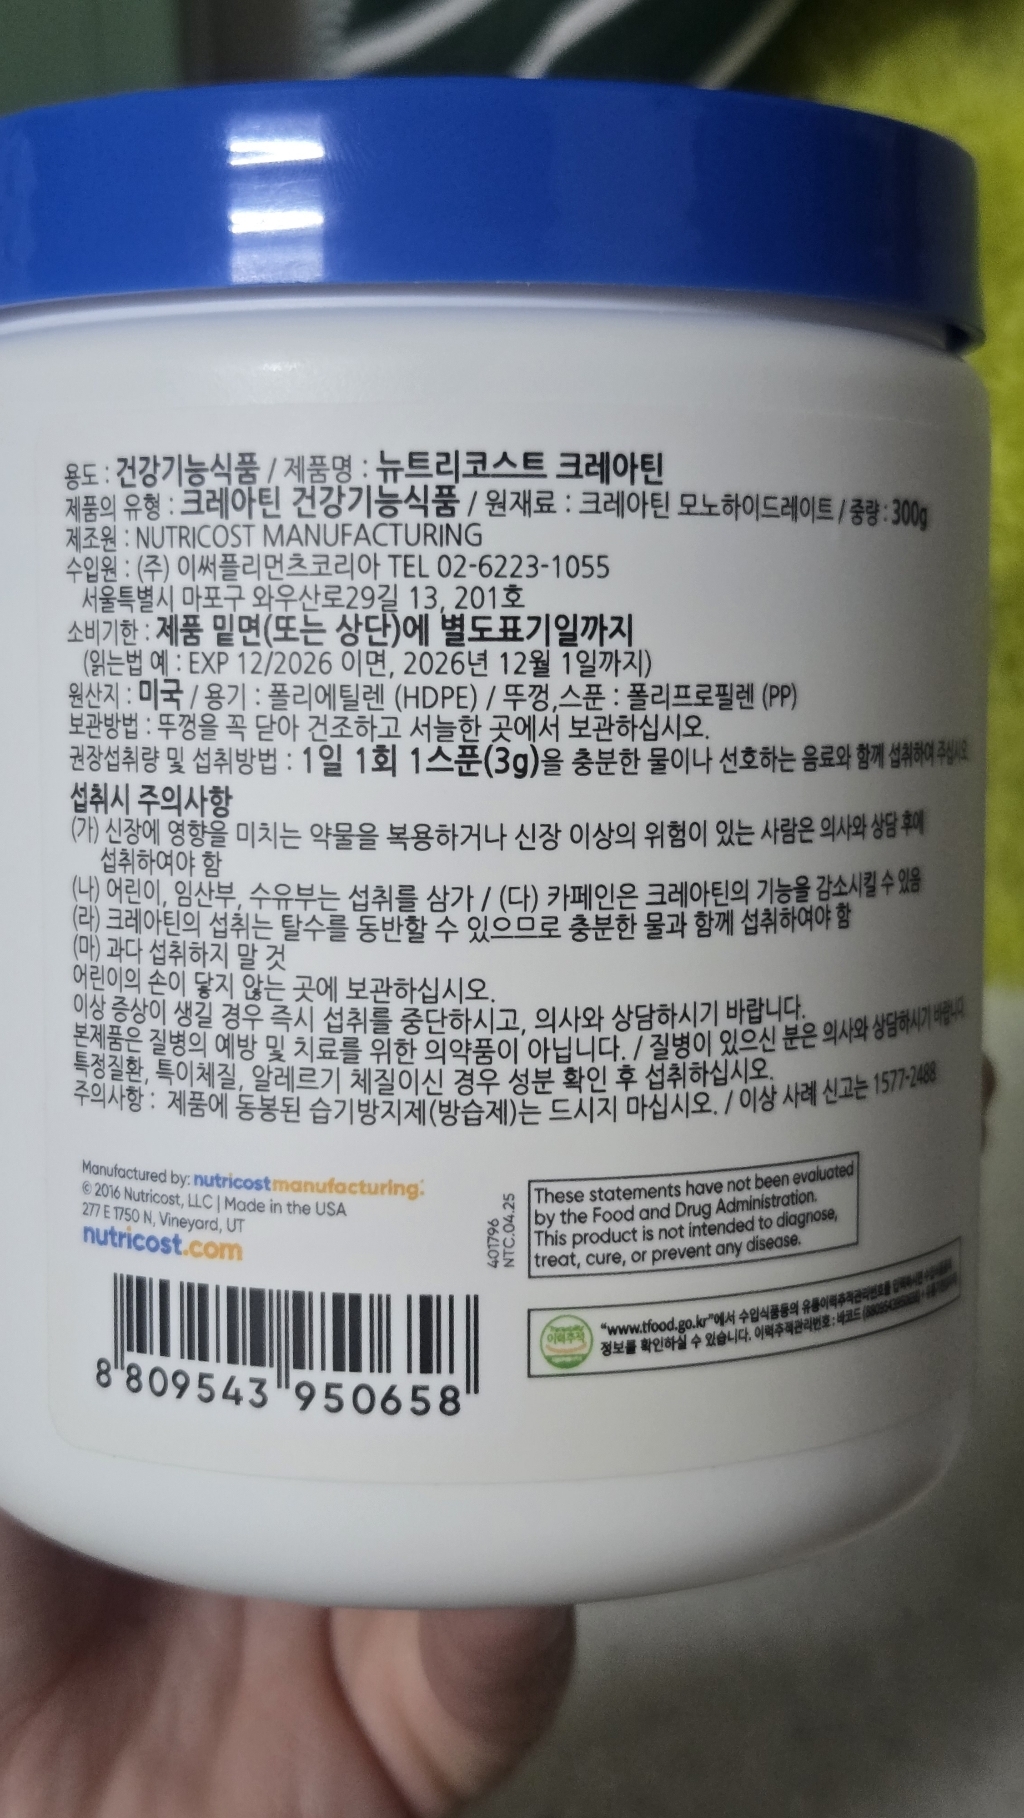 용도 : 건강기능식품 / 제품명 : 뉴트리코스트 크레아틴
제품의 유형 : 크레아틴 건강기능식품 / 원재료 : 크레아틴 모노하이드레이트 / 중량 : 300g
제조원 : NUTRICOST MANUFACTURING
수입원 : (주) 이써플리먼츠코리아 TEL 02-6223-1055
서울특별시 마포구 와우산로29길 13, 201호
소비기한 : 제품 밑면(또는 상단)에 별도표기일까지
(읽는법 예 : EXP 12/2026 이면, 2026년 12월 1일까지)
원산지 : 미국 / 용기 : 폴리에틸렌 (HDPE) / 뚜껑,스푼 : 폴리프로필렌 (PP)
보관방법 : 뚜껑을 꼭 닫아 건조하고 서늘한 곳에서 보관하십시오.
권장섭취량 및 섭취방법 : 1일 1회 1스푼(3g)을 충분한 물이나 선호하는 음료와 함께 섭취하여 주십시오
섭취시 주의사항
(가) 신장에 영향을 미치는 약물을 복용하거나 신장 이상의 위험이 있는 사람은 의사와 상담 후에
섭취하여야 함
(나) 어린이, 임산부, 수유부는 섭취를 삼가 / (다) 카페인은 크레아틴의 기능을 감소시킬 수 있음
(라) 크레아틴의 섭취는 탈수를 동반할 수 있으므로 충분한 물과 함께 섭취하여야 함
(마) 과다 섭취하지 말 것
어린이의 손이 닿지 않는 곳에 보관하십시오.
이상 증상이 생길 경우 즉시 섭취를 중단하시고, 의사와 상담하시기 바랍니다.
본제품은 질병의 예방 및 치료를 위한 의약품이 아닙니다. / 질병이 있으신 분은 의사와 상담하시기 바랍니다
특정질환, 특이체질, 알레르기 체질이신 경우 성분 확인 후 섭취하십시오.
주의사항 : 제품에 동봉된 습기방지제(방습제)는 드시지 마십시오. / 이상 사례 신고는 1577-2488
Manufactured by: nutricost manufacturing.
© 2016 Nutricost, LLC | Made in the USA
277 E 1750 N, Vineyard, UT
nutricost.com
401796
NTC.04.25
These statements have not been evaluated
by the Food and Drug Administration.
This product is not intended to diagnose,
treat, cure, or prevent any disease.
이력추적
"www.tfood.go.kr"에서 수입식품등의 유통이력추적관리번호를 입력하시면 수입식품등의
정보를 확인하실 수 있습니다. 이력추적관리번호 : 바코드
8 809543 950658